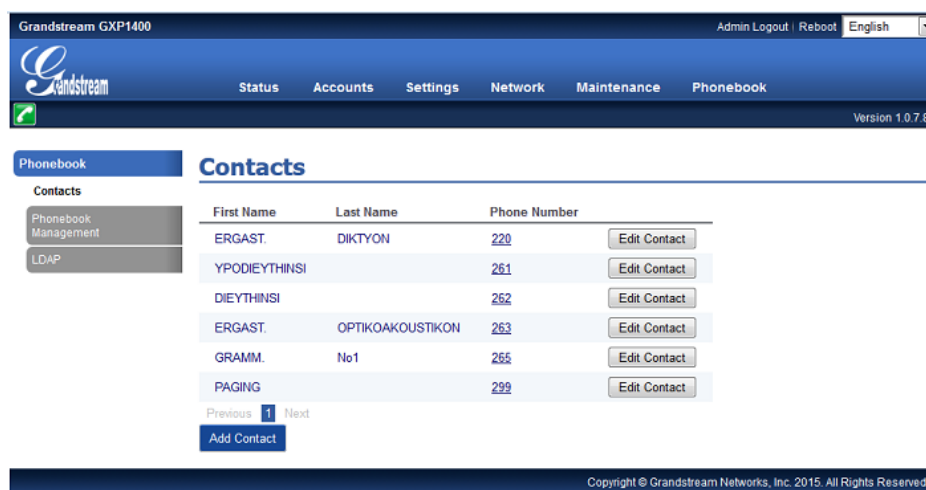 Grandstream GXP1400
Admin Logout | Reboot English
Grandstream
Status Accounts Settings Network Maintenance Phonebook
Version 1.0.7.8
Phonebook
Contacts
Phonebook
Management
LDAP
Contacts
First Name Last Name Phone Number
ERGAST. DIKTYON 220 Edit Contact
YPODIEYTHINSI 261 Edit Contact
DIEYTHINSI 262 Edit Contact
ERGAST. OPTIKOAKOUSTIKON 263 Edit Contact
GRAMM. No1 265 Edit Contact
PAGING 299 Edit Contact
Previous 1 Next
Add Contact
Copyright © Grandstream Networks, Inc. 2015. All Rights Reserved